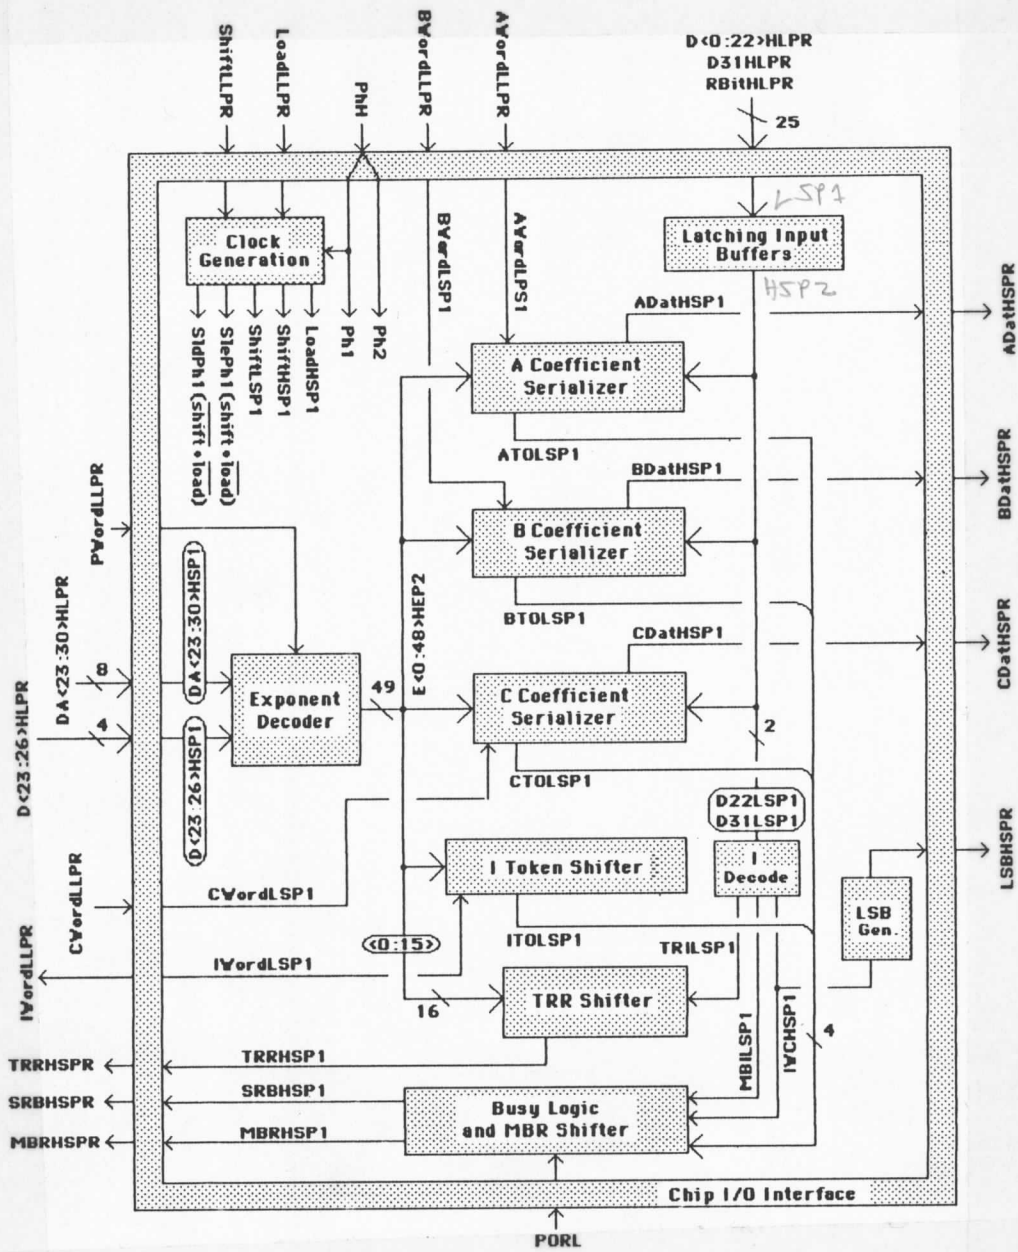 ShiftLLPR
LoadLLPR
PhH
BWordLLPR
AWordLLPR
D<0:22>HLPR
D31HLPR
RBitHLPR
25
LSP1
Clock
Generation
BWordLSP1
AWordLPS1
Latching Input
Buffers
HSP2
SldPh1 (shift • load)
SlePh1 (shift • load)
ShiftLSP1
ShiftHSP1
LoadHSP1
Ph1
Ph2
ADatHSP1
ADatHSPR
A Coefficient
Serializer
ATOLSP1
BDatHSP1
BDatHSPR
PWordLLPR
B Coefficient
Serializer
BTOLSP1
E<0:48>HEP2
DA<23:30>HLPR
8
DA<23:30>HSP1
CDatHSP1
CDatHSPR
Exponent
Decoder
49
C Coefficient
Serializer
D<23:26>HLPR
4
D<23:26>HSP1
2
CTOLSP1
D22LSP1
D31LSP1
LSBHSPR
I Token Shifter
I
Decode
CWordLLPR
CWordLSP1
LSB
Gen.
<0:15>
ITOLSP1
TRILSP1
IWordLLPR
IWordLSP1
16
TRR Shifter
MBILSP1
IWCHSP1
4
TRRHSPR
TRRHSP1
SRBHSPR
SRBHSP1
Busy Logic
and MBR Shifter
MBRHSPR
MBRHSP1
Chip I/O Interface
PORL